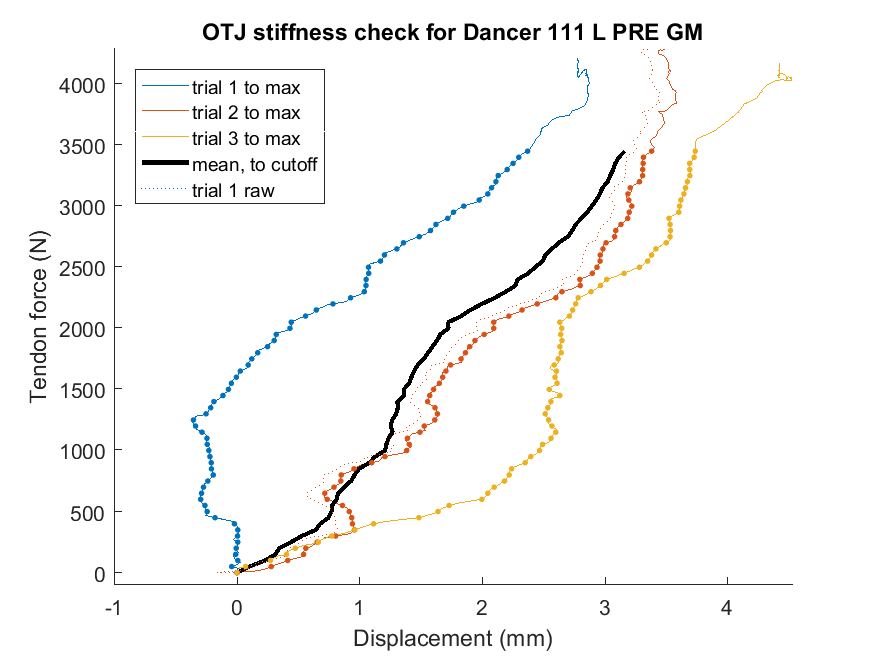 OTJ stiffness check for Dancer 111 L PRE GM
4000
3500
3000
2500
2000
1500
1000
500
0
Tendon force (N)
trial 1 to max
trial 2 to max
trial 3 to max
mean, to cutoff
trial 1 raw
-1 0 1 2 3 4
Displacement (mm)